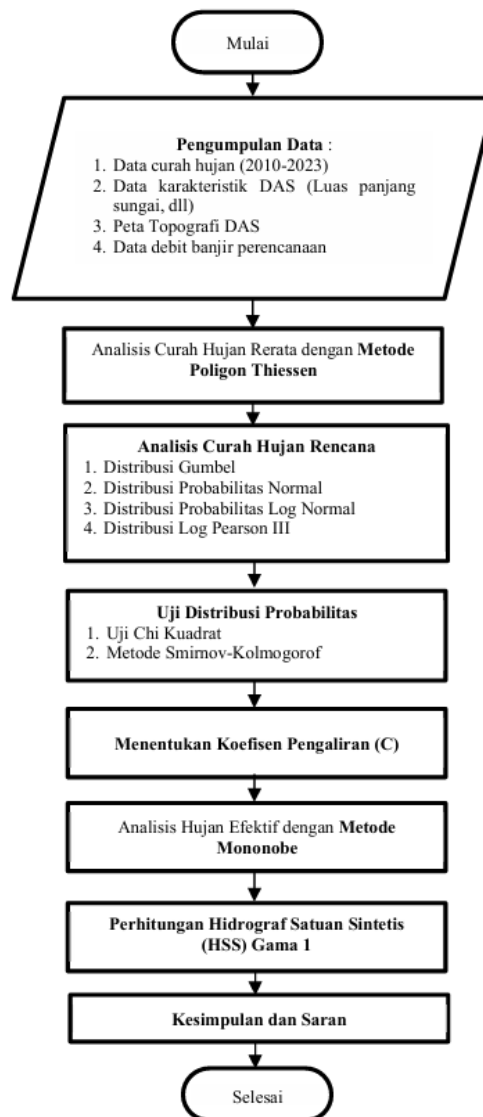 Mulai
Pengumpulan Data :
1. Data curah hujan (2010-2023)
2. Data karakteristik DAS (Luas panjang
sungai, dll)
3. Peta Topografi DAS
4. Data debit banjir perencanaan
Analisis Curah Hujan Rerata dengan Metode
Poligon Thiessen
Analisis Curah Hujan Rencana
1. Distribusi Gumbel
2. Distribusi Probabilitas Normal
3. Distribusi Probabilitas Log Normal
4. Distribusi Log Pearson III
Uji Distribusi Probabilitas
1. Uji Chi Kuadrat
2. Metode Smirnov-Kolmogorof
Menentukan Koefisen Pengaliran (C)
Analisis Hujan Efektif dengan Metode
Mononobe
Perhitungan Hidrograf Satuan Sintetis
(HSS) Gama 1
Kesimpulan dan Saran
Selesai